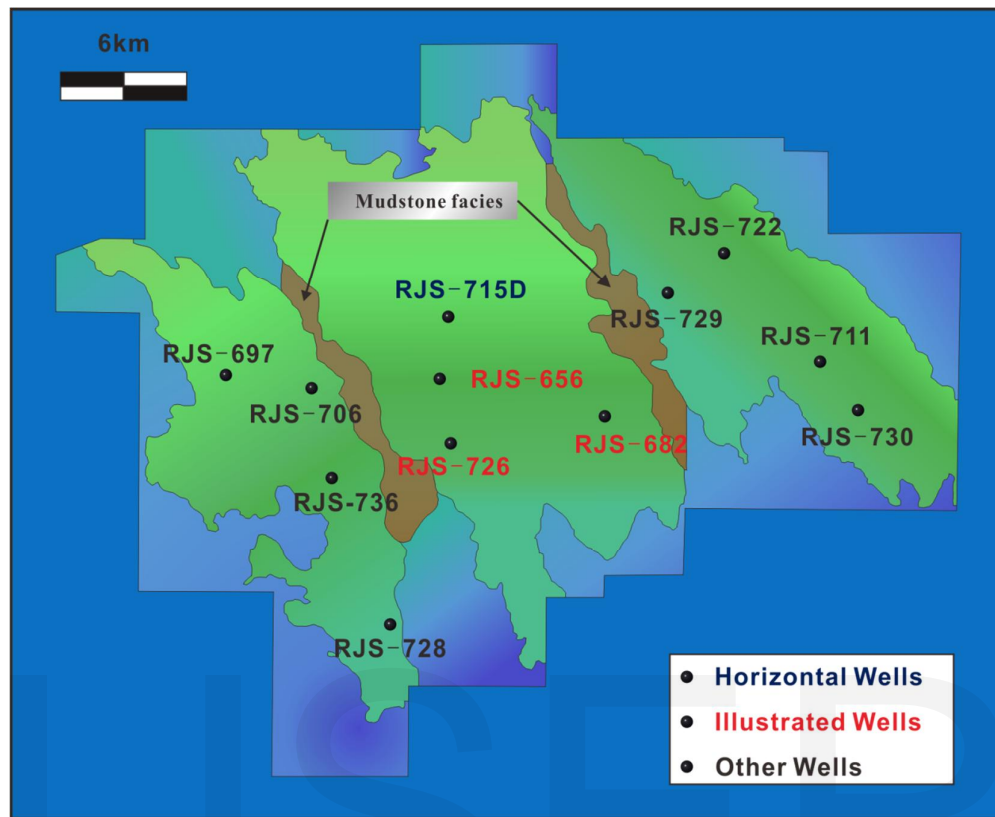 6km
Mudstone facies
RJS-722
RJS-715D
RJS-729
RJS-711
RJS-697
RJS-656
RJS-706
RJS-682
RJS-730
RJS-726
RJS-736
RJS-728
Horizontal Wells
Illustrated Wells
Other Wells